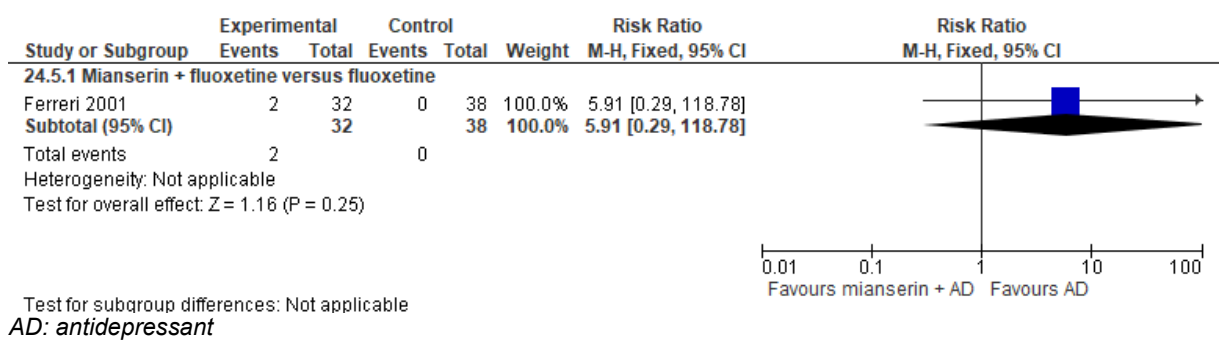 Experimental Control Risk Ratio Risk Ratio
Study or Subgroup Events Total Events Total Weight M-H, Fixed, 95% CI M-H, Fixed, 95% CI
24.5.1 Mianserin + fluoxetine versus fluoxetine
Ferreri 2001 2 32 0 38 100.0% 5.91 [0.29, 118.78]
Subtotal (95% CI) 32 38 100.0% 5.91 [0.29, 118.78]
Total events 2 0
Heterogeneity: Not applicable
Test for overall effect: Z = 1.16 (P = 0.25)
0.01 0.1 1 10 100
Favours mianserin + AD Favours AD
Test for subgroup differences: Not applicable
AD: antidepressant